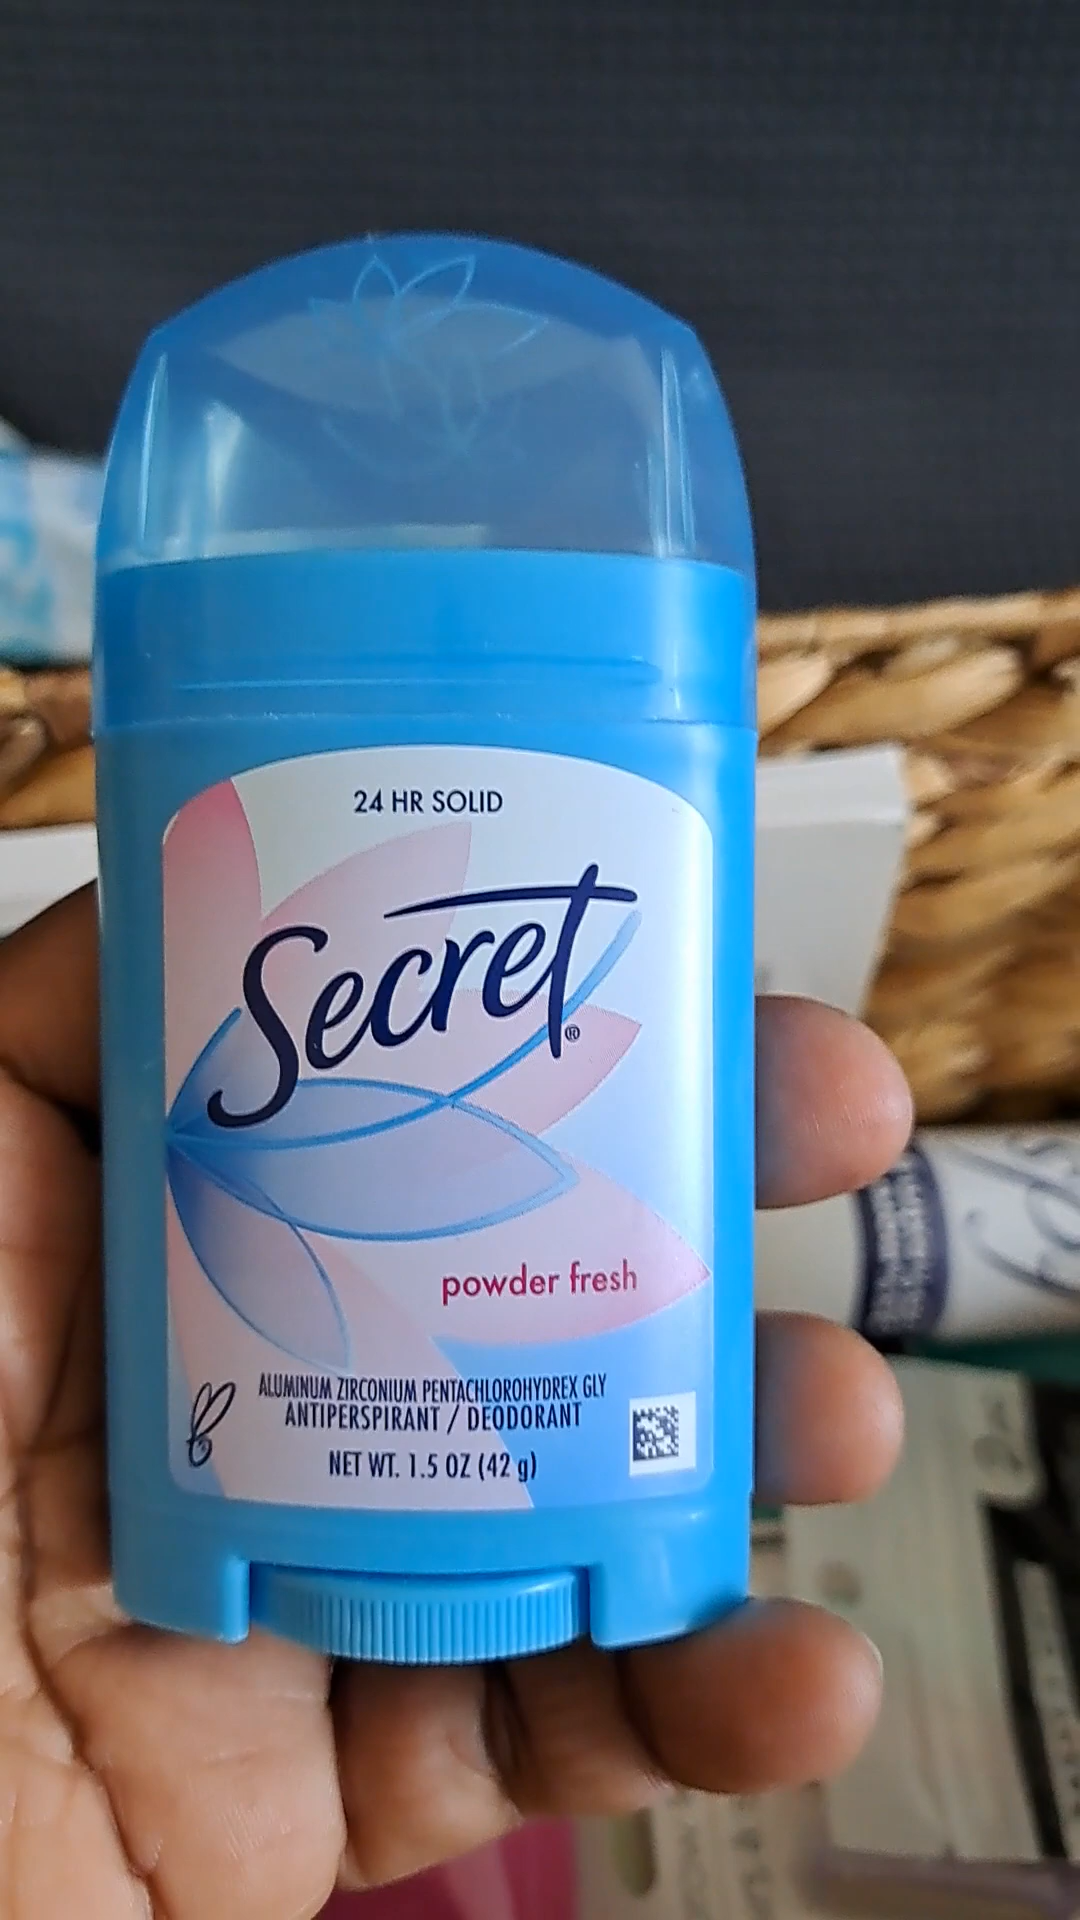 24 HR SOLID
Secret®
powder fresh
ALUMINUM ZIRCONIUM PENTACHLOROHYDREX GLY
ANTIPERSPIRANT / DEODORANT
NET WT. 1.5 OZ (42 g)